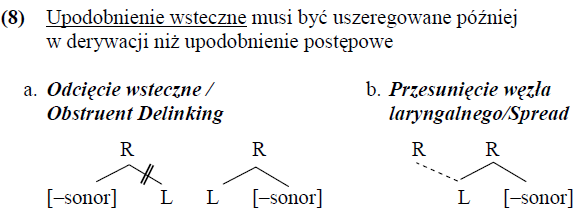 (8) Upodobnienie wsteczne musi być uszeregowane później
w derywacji niż upodobnienie postępowe
a. Odcięcie wsteczne / b. Przesunięcie węzła
Obstruent Delinking laryngalnego/Spread
R R R R
[–sonor] L L [–sonor] L [–sonor]